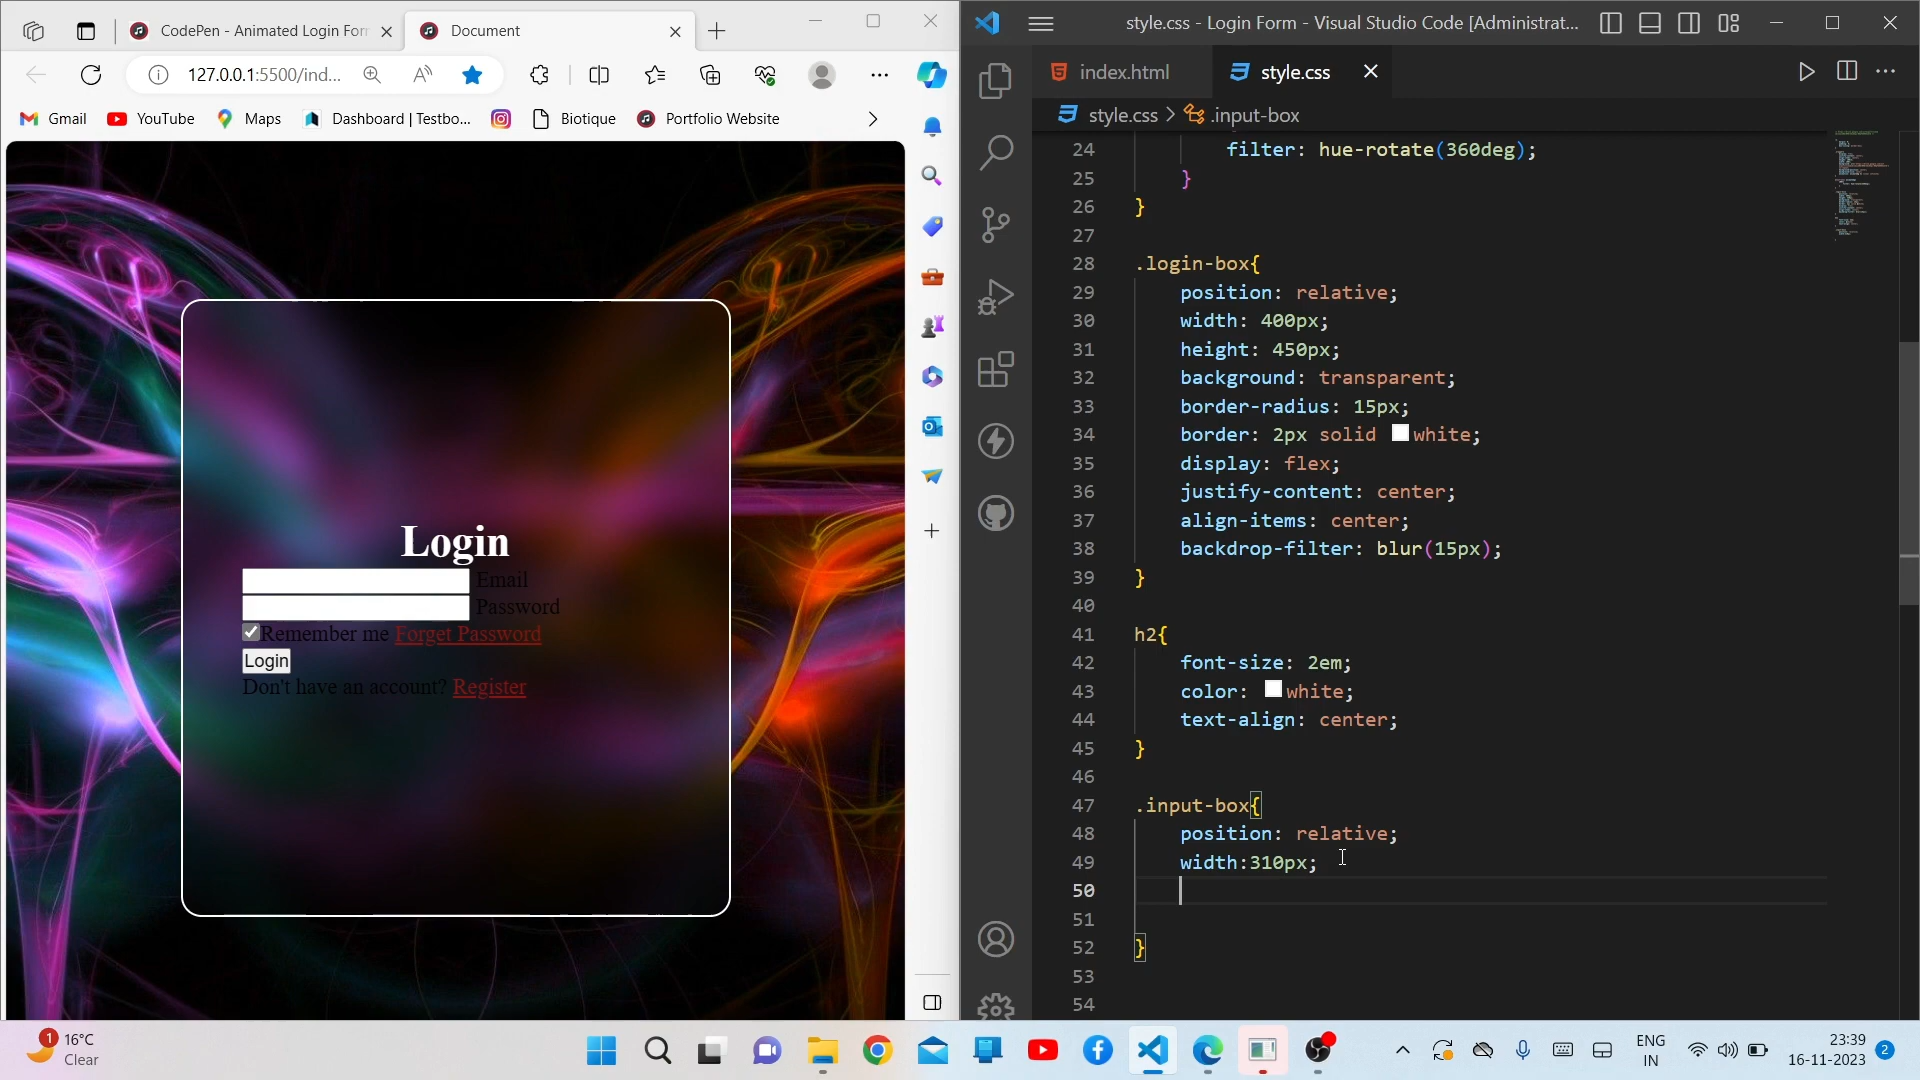 CodePen - Animated Login For
Document
127.0.0.1:5500/ind...
Gmail
YouTube
Maps
Dashboard | Testbo...
Biotique
Portfolio Website
Login
Email
Password
Remember me Forget Password
Login
Don't have an account? Register
style.css - Login Form - Visual Studio Code [Administrat...
index.html
style.css
style.css > .input-box
24 filter: hue-rotate(360deg);
25 }
26 }
27
28 .login-box{
29 position: relative;
30 width: 400px;
31 height: 450px;
32 background: transparent;
33 border-radius: 15px;
34 border: 2px solid white;
35 display: flex;
36 justify-content: center;
37 align-items: center;
38 backdrop-filter: blur(15px);
39 }
40
41 h2{
42 font-size: 2em;
43 color: white;
44 text-align: center;
45 }
46
47 .input-box{
48 position: relative;
49 width:310px;
50
51
52 }
53
54
1
16°C
Clear
ENG
IN
23:39
16-11-2023
2